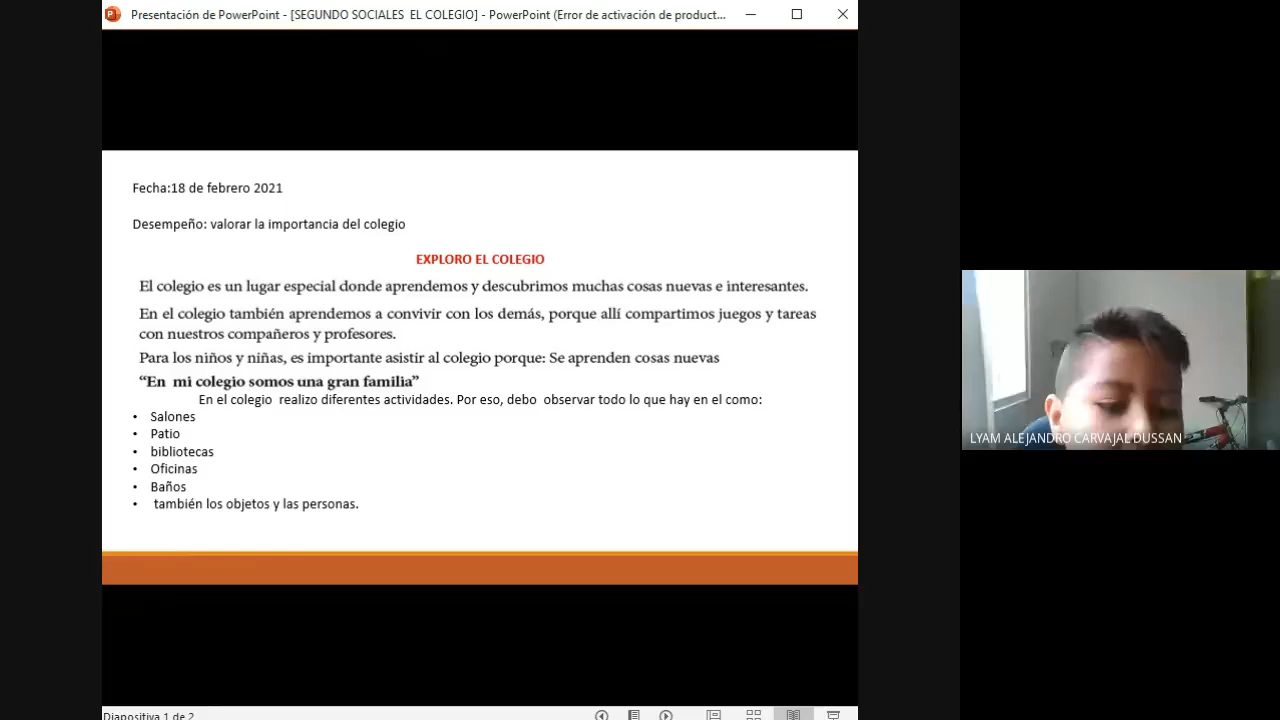 Presentación de PowerPoint - [SEGUNDO SOCIALES  EL COLEGIO] - PowerPoint (Error de activación de product...
Fecha:18 de febrero 2021
Desempeño: valorar la importancia del colegio
EXPLORO EL COLEGIO
El colegio es un lugar especial donde aprendemos y descubrimos muchas cosas nuevas e interesantes.
En el colegio también aprendemos a convivir con los demás, porque allí compartimos juegos y tareas
con nuestros compañeros y profesores.
Para los niños y niñas, es importante asistir al colegio porque: Se aprenden cosas nuevas
“En  mi colegio somos una gran familia”
En el colegio  realizo diferentes actividades. Por eso, debo  observar todo lo que hay en el como:
• Salones
• Patio
• bibliotecas
• Oficinas
• Baños
• también los objetos y las personas.
LYAM ALEJANDRO CARVAJAL DUSSAN
Diapositiva 1 de 2